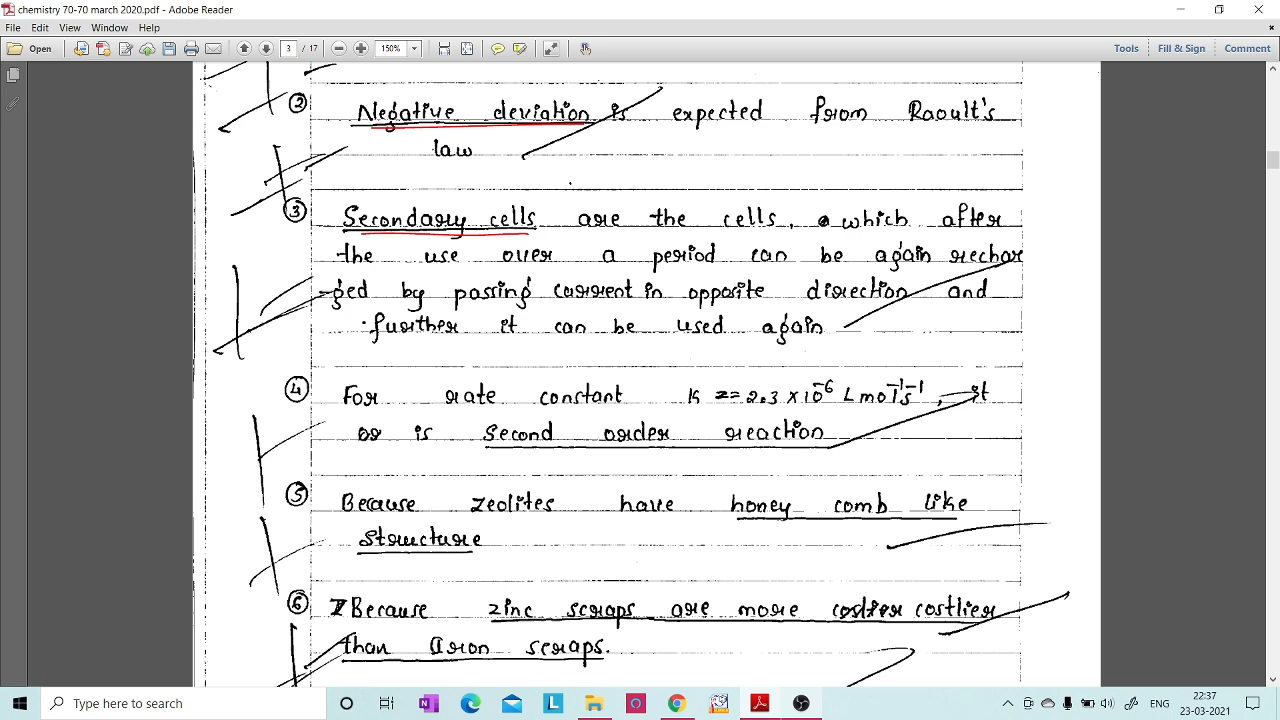 chemistry 70-70 march 2020.pdf - Adobe Reader
File Edit View Window Help
Open 3 / 17 150% Tools Fill & Sign Comment
② Negative deviation is expected from Raoult's
law
③ Secondary cells are the cells, which after
the use over a period can be again rechar
-ged by passing current in opposite direction and
further it can be used again
④ For rate constant K = 2.3 × 10⁻⁶ L mol⁻¹s⁻¹, it
is second order reaction
⑤ Because zeolites have honey comb like
structure
⑥ Because zinc scraps are more costlier costlier
than iron scraps.
Type here to search
ENG 22:37
23-03-2021